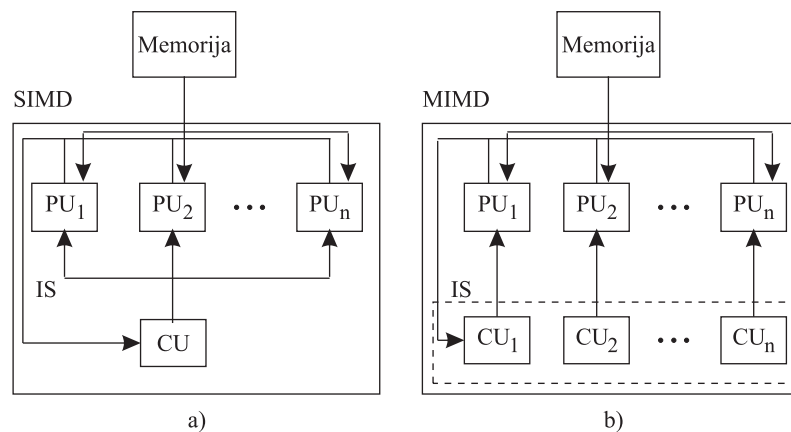 Memorija
SIMD
PU1 PU2 ... PUn
IS
CU
a)
Memorija
MIMD
PU1 PU2 ... PUn
IS
CU1 CU2 ... CUn
b)